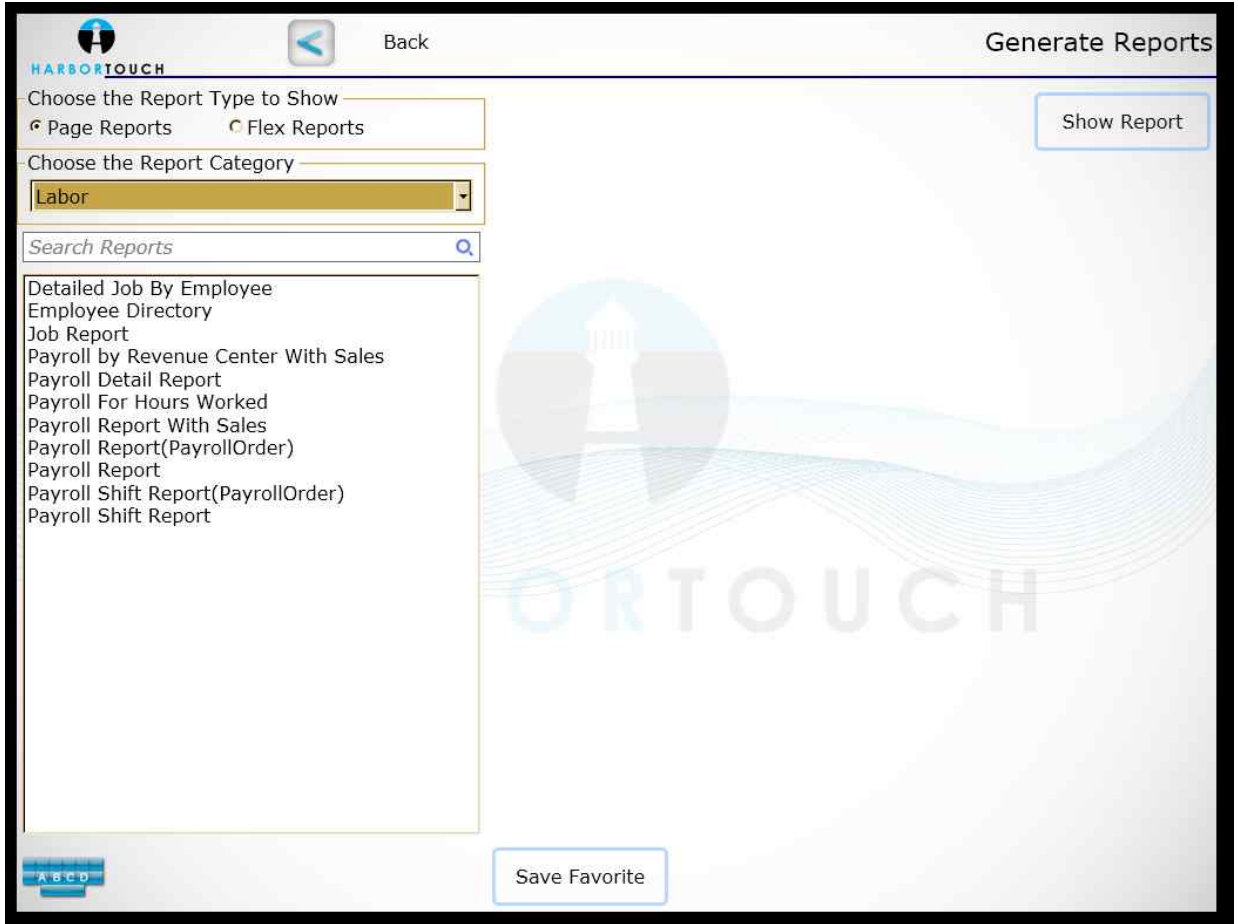 HARBORTOUCH
Back
Generate Reports
Choose the Report Type to Show
Page Reports
Flex Reports
Show Report
Choose the Report Category
Labor
Search Reports
Detailed Job By Employee
Employee Directory
Job Report
Payroll by Revenue Center With Sales
Payroll Detail Report
Payroll For Hours Worked
Payroll Report With Sales
Payroll Report(PayrollOrder)
Payroll Report
Payroll Shift Report(PayrollOrder)
Payroll Shift Report
ORTOUCH
ABCD
Save Favorite